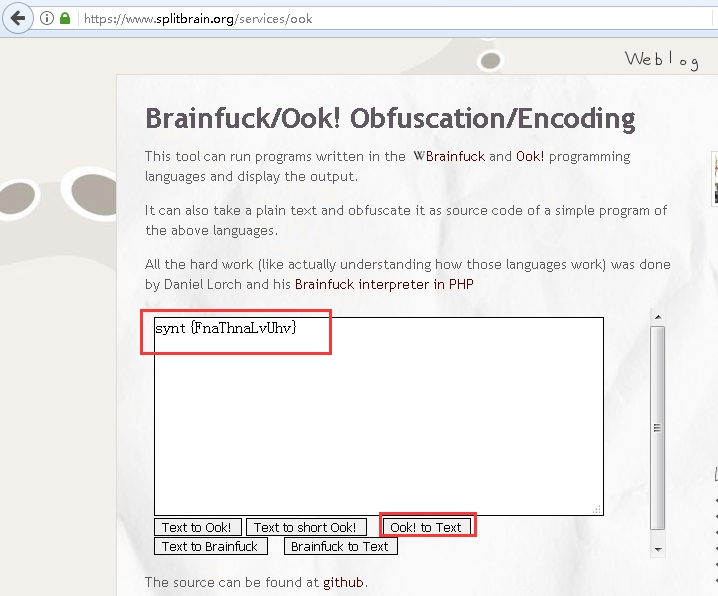 https://www.splitbrain.org/services/ook
Weblog
Brainfuck/Ook! Obfuscation/Encoding
This tool can run programs written in the WBrainfuck and Ook! programming
languages and display the output.
It can also take a plain text and obfuscate it as source code of a simple program of
the above languages.
All the hard work (like actually understanding how those languages work) was done
by Daniel Lorch and his Brainfuck interpreter in PHP
synt{FnaThnaLvUhv}
Text to Ook! Text to short Ook! Ook! to Text
Text to Brainfuck Brainfuck to Text
The source can be found at github.